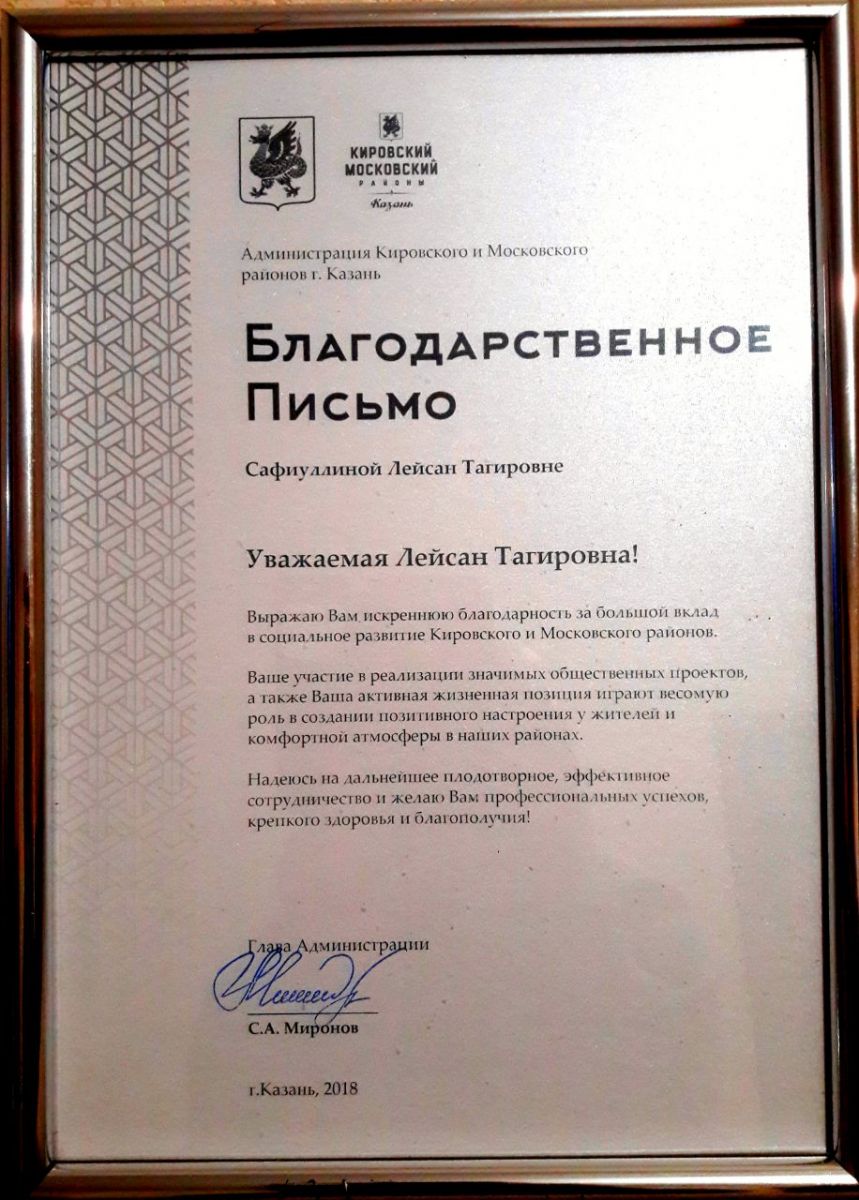 КИРОВСКИЙ
МОСКОВСКИЙ
РАЙОНЫ
Казань
Администрация Кировского и Московского
районов г. Казань
Благодарственное
Письмо
Сафиуллиной Лейсан Тагировне
Уважаемая Лейсан Тагировна!
Выражаю Вам искреннюю благодарность за большой вклад
в социальное развитие Кировского и Московского районов.
Ваше участие в реализации значимых общественных проектов,
а также Ваша активная жизненная позиция играют весомую
роль в создании позитивного настроения у жителей и
комфортной атмосферы в наших районах.
Надеюсь на дальнейшее плодотворное, эффективное
сотрудничество и желаю Вам профессиональных успехов,
крепкого здоровья и благополучия!
Глава Администрации
С.А. Миронов
г.Казань, 2018